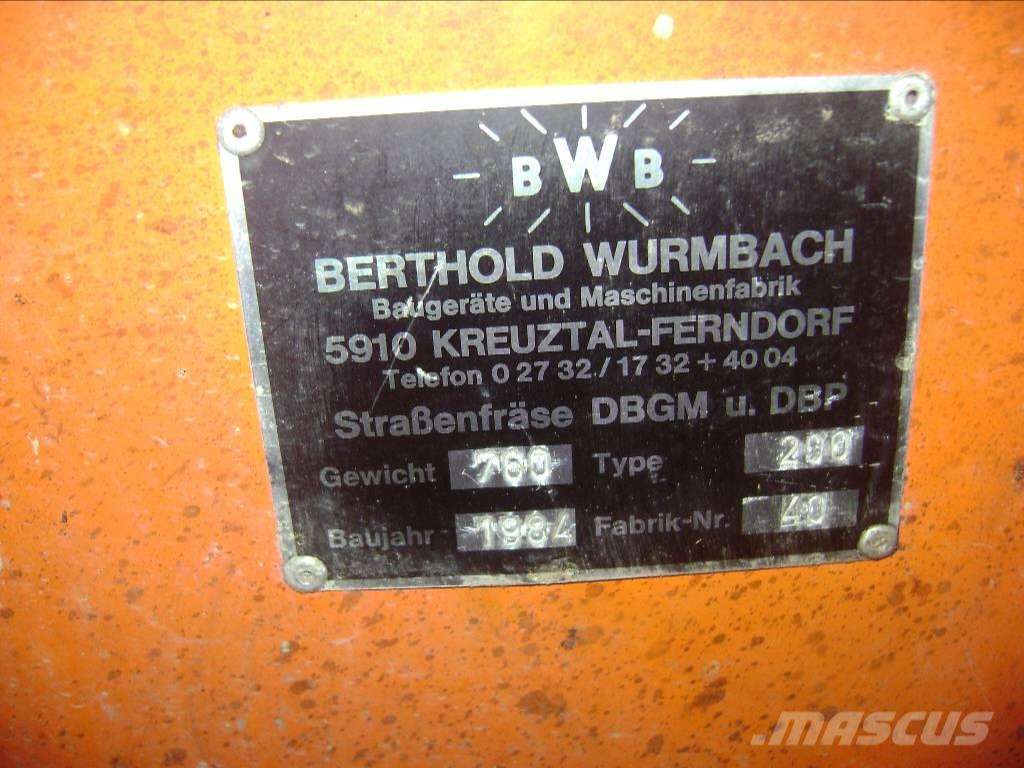 BWB
BERTHOLD WURMBACH
Baugeräte und Maschinenfabrik
5910 KREUZTAL-FERNDORF
Telefon 0 27 32 / 17 32 + 40 04
Straßenfräse DBGM u. DBP
Gewicht 700 Type 200
Baujahr 1984 Fabrik-Nr. 40
MASCUS